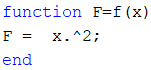 function F=f(x)
F =  x.^2;
end